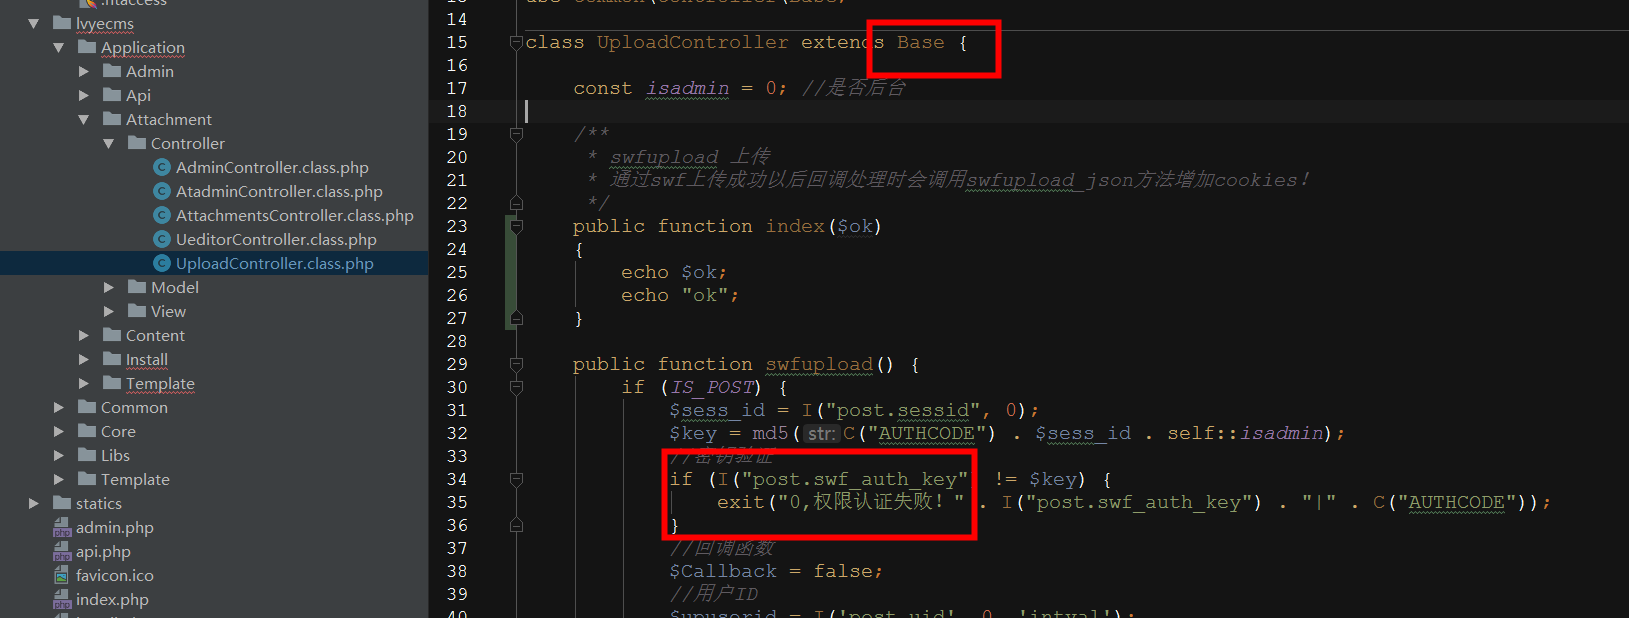 .htaccess
lvyecms
Application
Admin
Api
Attachment
Controller
AdminController.class.php
AtadminController.class.php
AttachmentsController.class.php
UeditorController.class.php
UploadController.class.php
Model
View
Content
Install
Template
Common
Core
Libs
Template
statics
admin.php
api.php
favicon.ico
index.php
14
15 class UploadController extends Base {
16
17 const isadmin = 0; //是否后台
18
19 /**
20 * swfupload 上传
21 * 通过swf上传成功以后回调处理时会调用swfupload_json方法增加cookies！
22 */
23 public function index($ok)
24 {
25 echo $ok;
26 echo "ok";
27 }
28
29 public function swfupload() {
30 if (IS_POST) {
31 $sess_id = I("post.sessid", 0);
32 $key = md5( str: C("AUTHCODE") . $sess_id . self::isadmin);
33 //密钥验证
34 if (I("post.swf_auth_key") != $key) {
35 exit("0,权限认证失败！" . I("post.swf_auth_key") . "|" . C("AUTHCODE"));
36 }
37 //回调函数
38 $Callback = false;
39 //用户ID
40 $upuserid = I('post.uid', 0, 'intval');